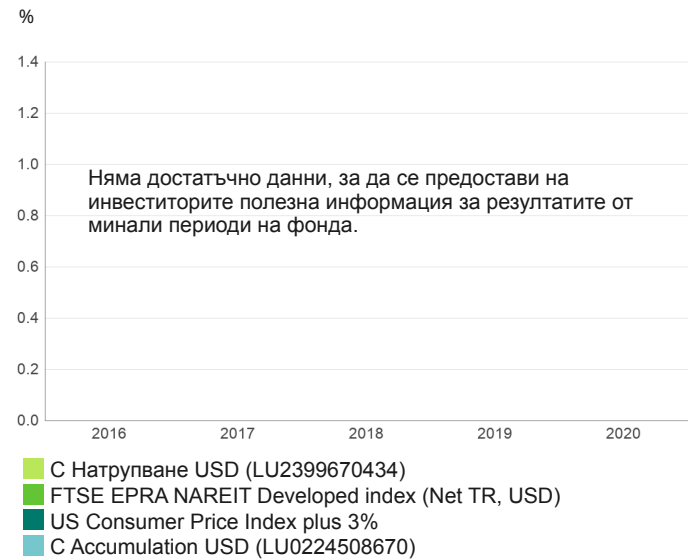 %
1.4
1.2
1.0
Няма достатъчно данни, за да се предостави на
инвеститорите полезна информация за резултатите от
0.8
минали периоди на фонда.
0.6
0.4
0.2
0.0
2016 2017 2018 2019 2020
С Натрупване USD (LU2399670434)
FTSE EPRA NAREIT Developed index (Net TR, USD)
US Consumer Price Index plus 3%
C Accumulation USD (LU0224508670)